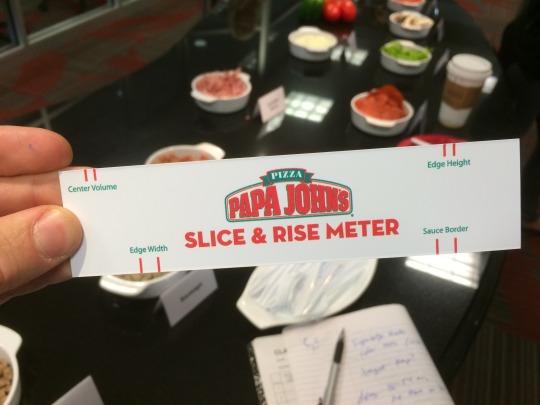 Center Volume
Edge Height
PIZZA
PAPA JOHNS
SLICE & RISE METER
Edge Width
Sauce Border